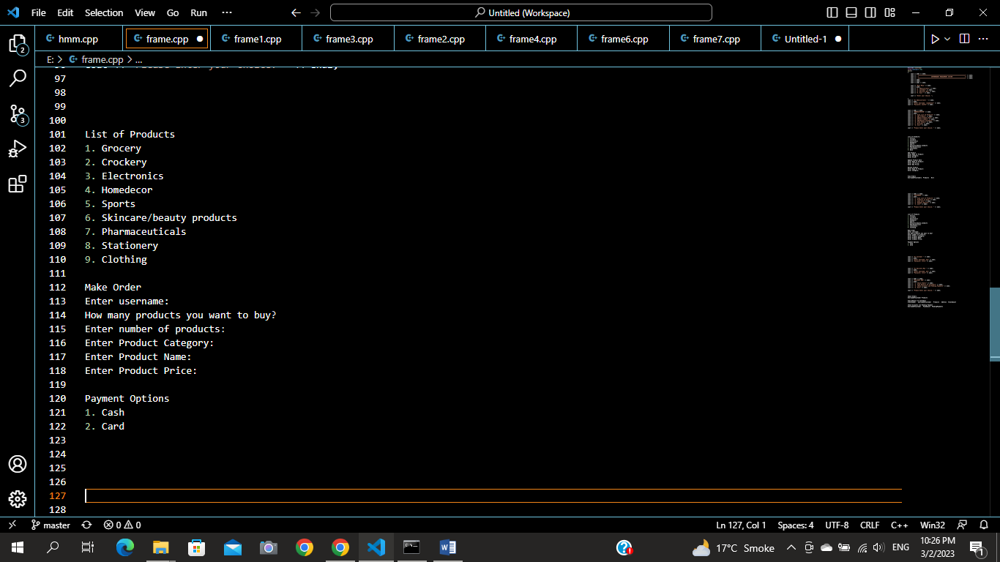 File Edit Selection View Go Run ··· Untitled (Workspace)
hmm.cpp frame.cpp frame1.cpp frame3.cpp frame2.cpp frame4.cpp frame6.cpp frame7.cpp Untitled-1
E: > frame.cpp > ...
97
98
99
100
101 List of Products
102 1. Grocery
103 2. Crockery
104 3. Electronics
105 4. Homedecor
106 5. Sports
107 6. Skincare/beauty products
108 7. Pharmaceuticals
109 8. Stationery
110 9. Clothing
111
112 Make Order
113 Enter username:
114 How many products you want to buy?
115 Enter number of products:
116 Enter Product Category:
117 Enter Product Name:
118 Enter Product Price:
119
120 Payment Options
121 1. Cash
122 2. Card
123
124
125
126
127
128
2
3
master 0 0 Ln 127, Col 1 Spaces: 4 UTF-8 CRLF C++ Win32
17°C Smoke ENG 10:26 PM
3/2/2023
1